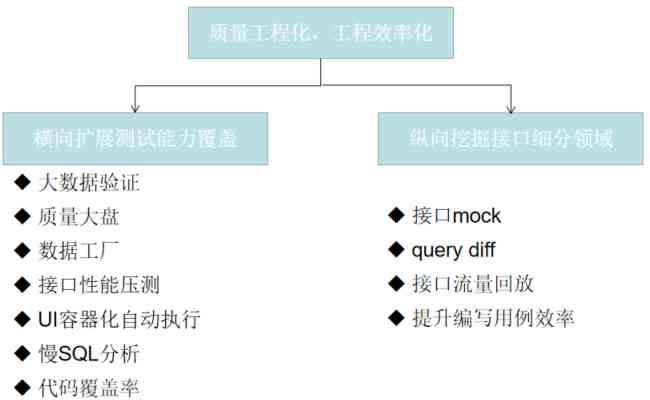 质量工程化，工程效率化
横向扩展测试能力覆盖
◆ 大数据验证
◆ 质量大盘
◆ 数据工厂
◆ 接口性能压测
◆ UI容器化自动执行
◆ 慢SQL分析
◆ 代码覆盖率
纵向挖掘接口细分领域
◆ 接口mock
◆ query diff
◆ 接口流量回放
◆ 提升编写用例效率